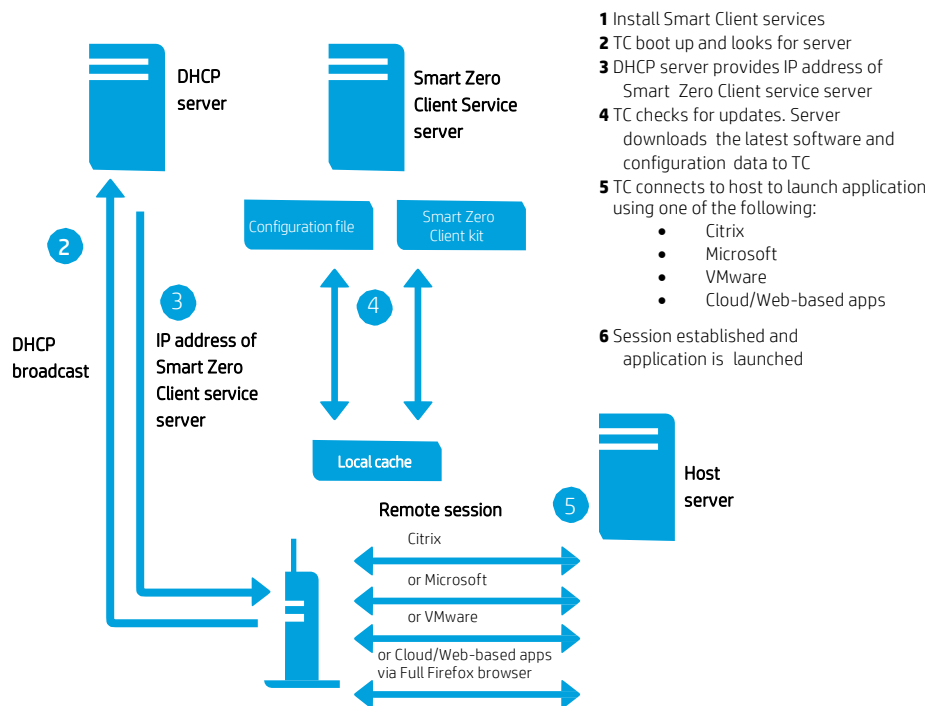 DHCP
server
Smart Zero
Client Service
server
Configuration file
Smart Zero
Client kit
2
3
4
DHCP
broadcast
IP address of
Smart Zero
Client service
server
Local cache
Remote session
5
Host
server
Citrix
or Microsoft
or VMware
or Cloud/Web-based apps
via Full Firefox browser
1 Install Smart Client services
2 TC boot up and looks for server
3 DHCP server provides IP address of
Smart Zero Client service server
4 TC checks for updates. Server
downloads the latest software and
configuration data to TC
5 TC connects to host to launch application
using one of the following:
• Citrix
• Microsoft
• VMware
• Cloud/Web-based apps
6 Session established and
application is launched